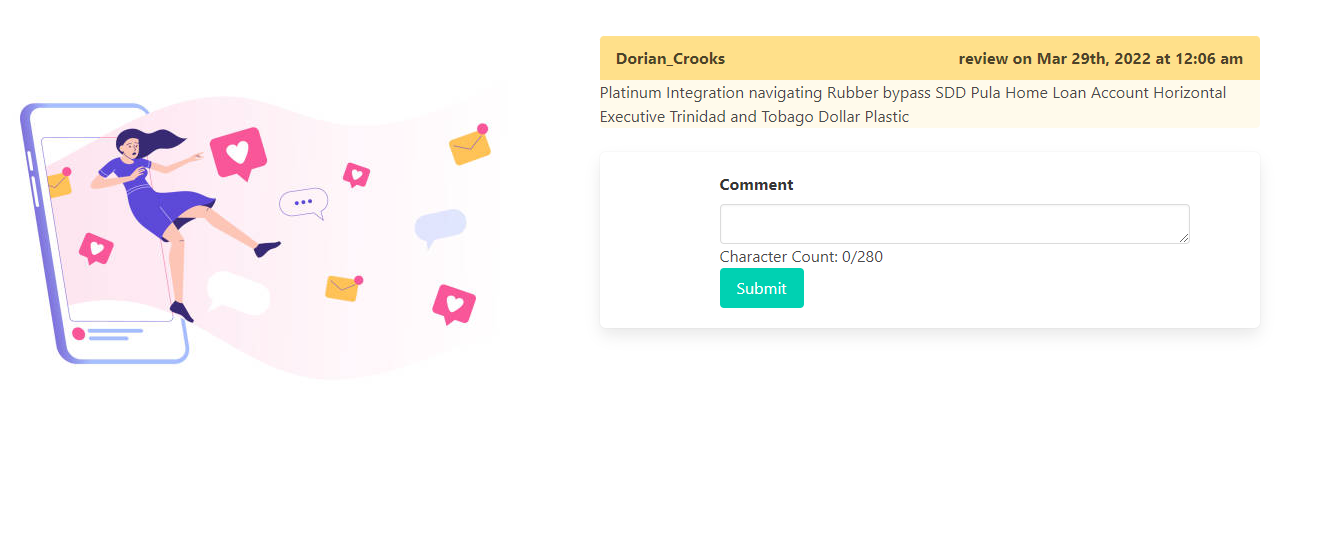 Dorian_Crooks review on Mar 29th, 2022 at 12:06 am
Platinum Integration navigating Rubber bypass SDD Pula Home Loan Account Horizontal
Executive Trinidad and Tobago Dollar Plastic
Comment
Character Count: 0/280
Submit